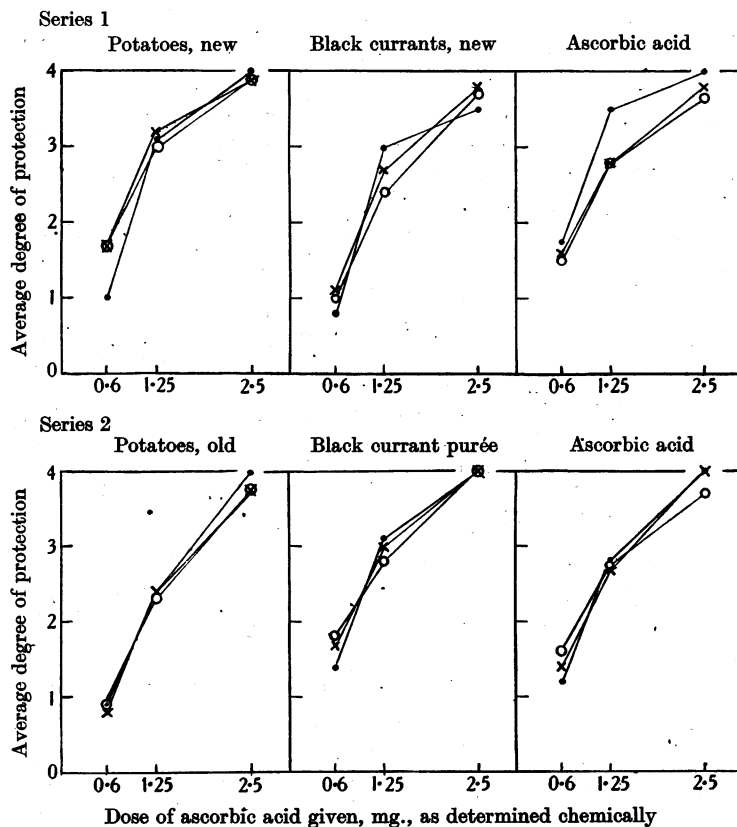 Series 1
Potatoes, new Black currants, new Ascorbic acid
4
3
2
1
0
Average degree of protection
0·6 1·25 2·5 0·6 1·25 2·5 0·6 1·25 2·5
Series 2
Potatoes, old Black currant purée Ascorbic acid
4
3
2
1
0
Average degree of protection
0·6 1·25 2·5 0·6 1·25 2·5 0·6 1·25 2·5
Dose of ascorbic acid given, mg., as determined chemically